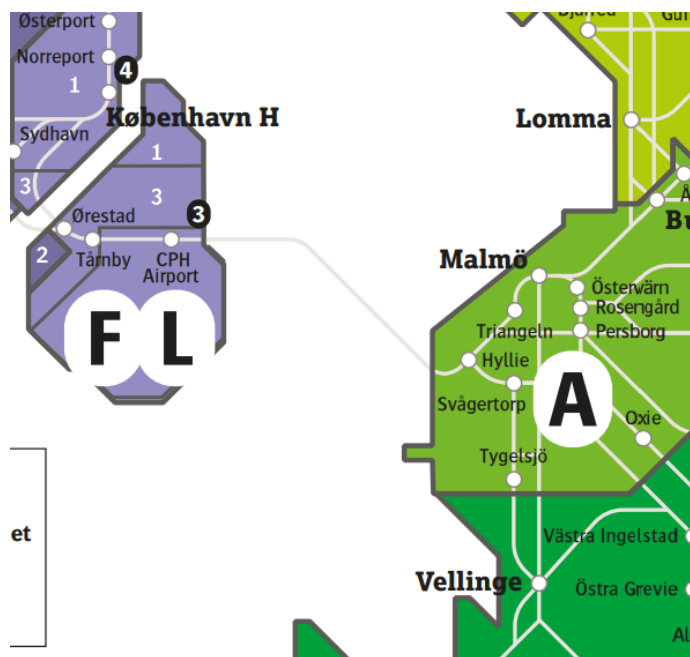 Østerport
Norreport
4
1
København H
Sydhavn
1
3
3
3
Ørestad
2
Tårnby
CPH
Airport
F
L
Lomma
Malmö
Östervärn
Rosengård
Triangeln
Persborg
Hyllie
Svågertorp
A
Oxie
Tygelsjö
et
Västra Ingelstad
Vellinge
Östra Grevie